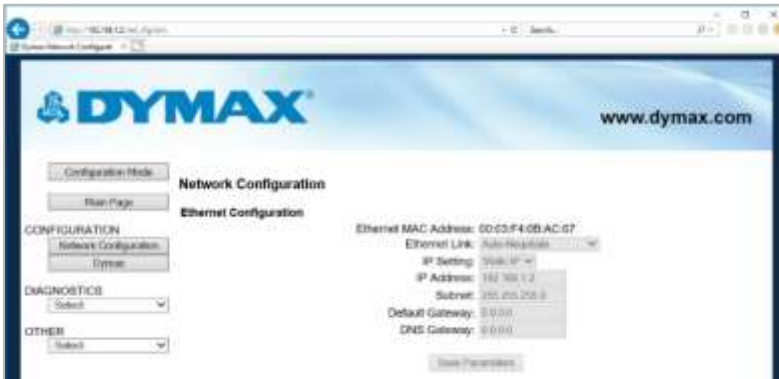 Dymax Network Configurat
DYMAX
www.dymax.com
Configuration Mode
Main Page
CONFIGURATION
Network Configuration
Dymax
DIAGNOSTICS
Select
OTHER
Select
Network Configuration
Ethernet Configuration
Ethernet MAC Address: 00:03:F4:0B:AC:07
Ethernet Link: Auto-Negotiate
IP Setting: Static IP
IP Address: 192.168.1.2
Subnet: 255.255.255.0
Default Gateway: 0.0.0.0
DNS Gateway: 0.0.0.0
Save Parameters